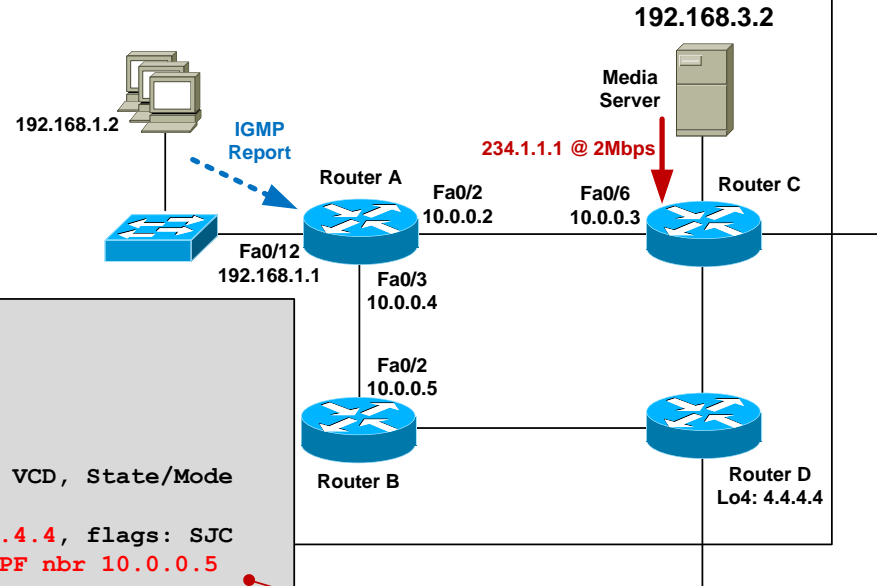 192.168.3.2
Media
Server
192.168.1.2
IGMP
Report
234.1.1.1 @ 2Mbps
Router A
Router C
Fa0/2
10.0.0.2
Fa0/6
10.0.0.3
Fa0/12
192.168.1.1
Fa0/3
10.0.0.4
Fa0/2
10.0.0.5
Router B
Router D
Lo4: 4.4.4.4
VCD, State/Mode
.4.4, flags: SJC
PF nbr 10.0.0.5